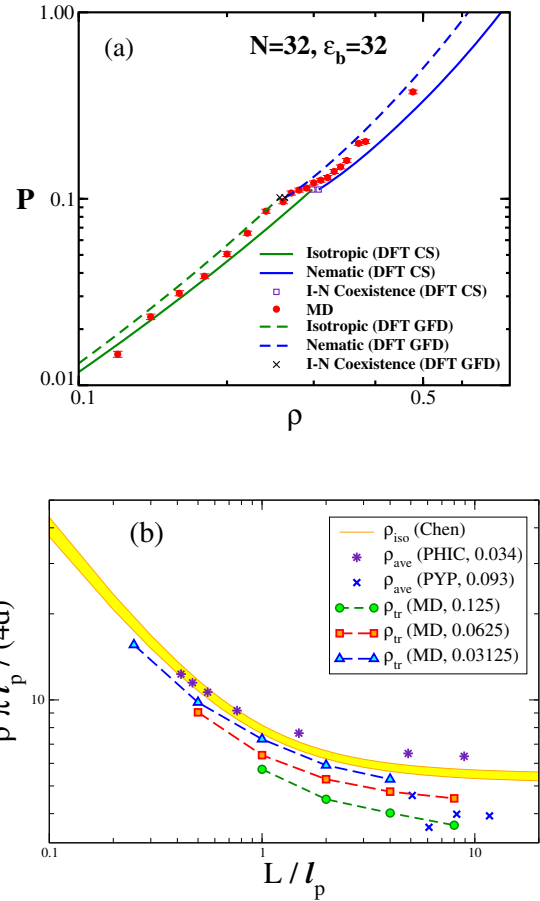 1.00
(a)
N=32, ε_b=32
P
0.1
Isotropic (DFT CS)
Nematic (DFT CS)
I-N Coexistence (DFT CS)
MD
Isotropic (DFT GFD)
Nematic (DFT GFD)
I-N Coexistence (DFT GFD)
0.01
0.1
0.5
ρ
(b)
ρ_iso (Chen)
ρ_ave (PHIC, 0.034)
ρ_ave (PYP, 0.093)
ρ_tr (MD, 0.125)
ρ_tr (MD, 0.0625)
ρ_tr (MD, 0.03125)
ρ π l_p / (4d)
10
0.1
1
10
L / l_p